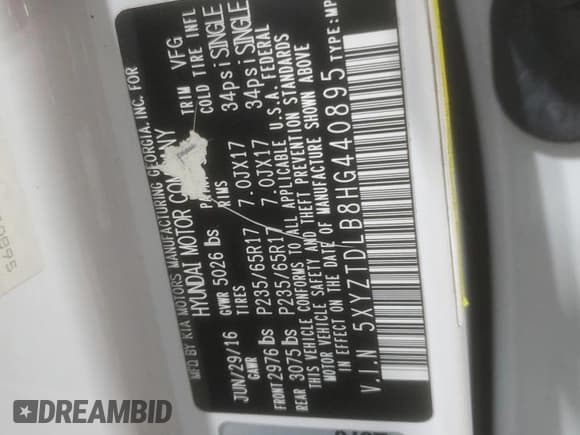 MFD BY KIA MOTORS MANUFACTURING GEORGIA, INC. FOR
HYUNDAI MOTOR COMPANY
JUN/29/16 GVWR 5026 lbs TRIM VFG
GAWR TIRES RIMS COLD TIRE INFL
FRONT 2976 lbs P235/65R17 7.0JX17 34psi SINGLE
REAR 3075 lbs P235/65R17 7.0JX17 34psi SINGLE
THIS VEHICLE CONFORMS TO ALL APPLICABLE U.S.A. FEDERAL
MOTOR VEHICLE SAFETY AND THEFT PREVENTION STANDARDS
IN EFFECT ON THE DATE OF MANUFACTURE SHOWN ABOVE
V.I.N 5XYZTDLB8HG440895 TYPE:MP
DREAMBID